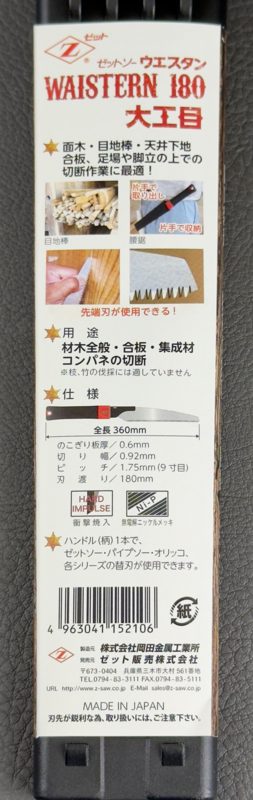 ゼット
Z
®
ゼットソー ウエスタン
WAISTERN 180
大工目
面木・目地棒・天井下地
合板、足場や脚立の上での
切断作業に最適！
片手で
取り出し
片手で収納
目地棒
腰鋸
先端刃が使用できる！
用途
材木全般・合板・集成材
コンパネの切断
※枝、竹の伐採には適していません
仕様
全長 360mm
のこぎり板厚／0.6mm
切り幅／0.92mm
ピッチ／1.75mm(9寸目)
刃渡り／180mm
HARD
IMPULSE
衝撃焼入
Ni-P
無電解ニッケルメッキ
ハンドル(柄)1本で、
ゼットソー・パイプソー・オリッコ、
各シリーズの替刃が使用できます。
4 963041 152106
紙
Z
製造元 株式会社岡田金属工業所
発売元 ゼット販売株式会社
〒673-0404 兵庫県三木市大村 561番地
TEL.0794-83-3111 FAX.0794-83-5111
URL http://www.z-saw.co.jp E-Mail sales@z-saw.co.jp
MADE IN JAPAN
刃先が鋭利な為、取り扱いには、ご注意下さい。